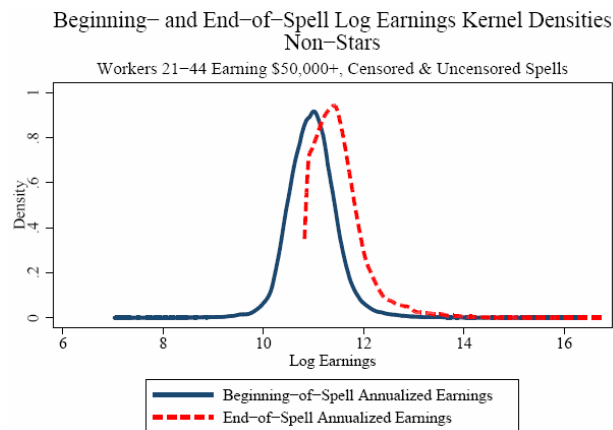 Beginning− and End−of−Spell Log Earnings Kernel Densities
Non−Stars
Workers 21−44 Earning $50,000+, Censored & Uncensored Spells
Density
1
.8
.6
.4
.2
0
6 8 10 12 14 16
Log Earnings
Beginning−of−Spell Annualized Earnings
End−of−Spell Annualized Earnings